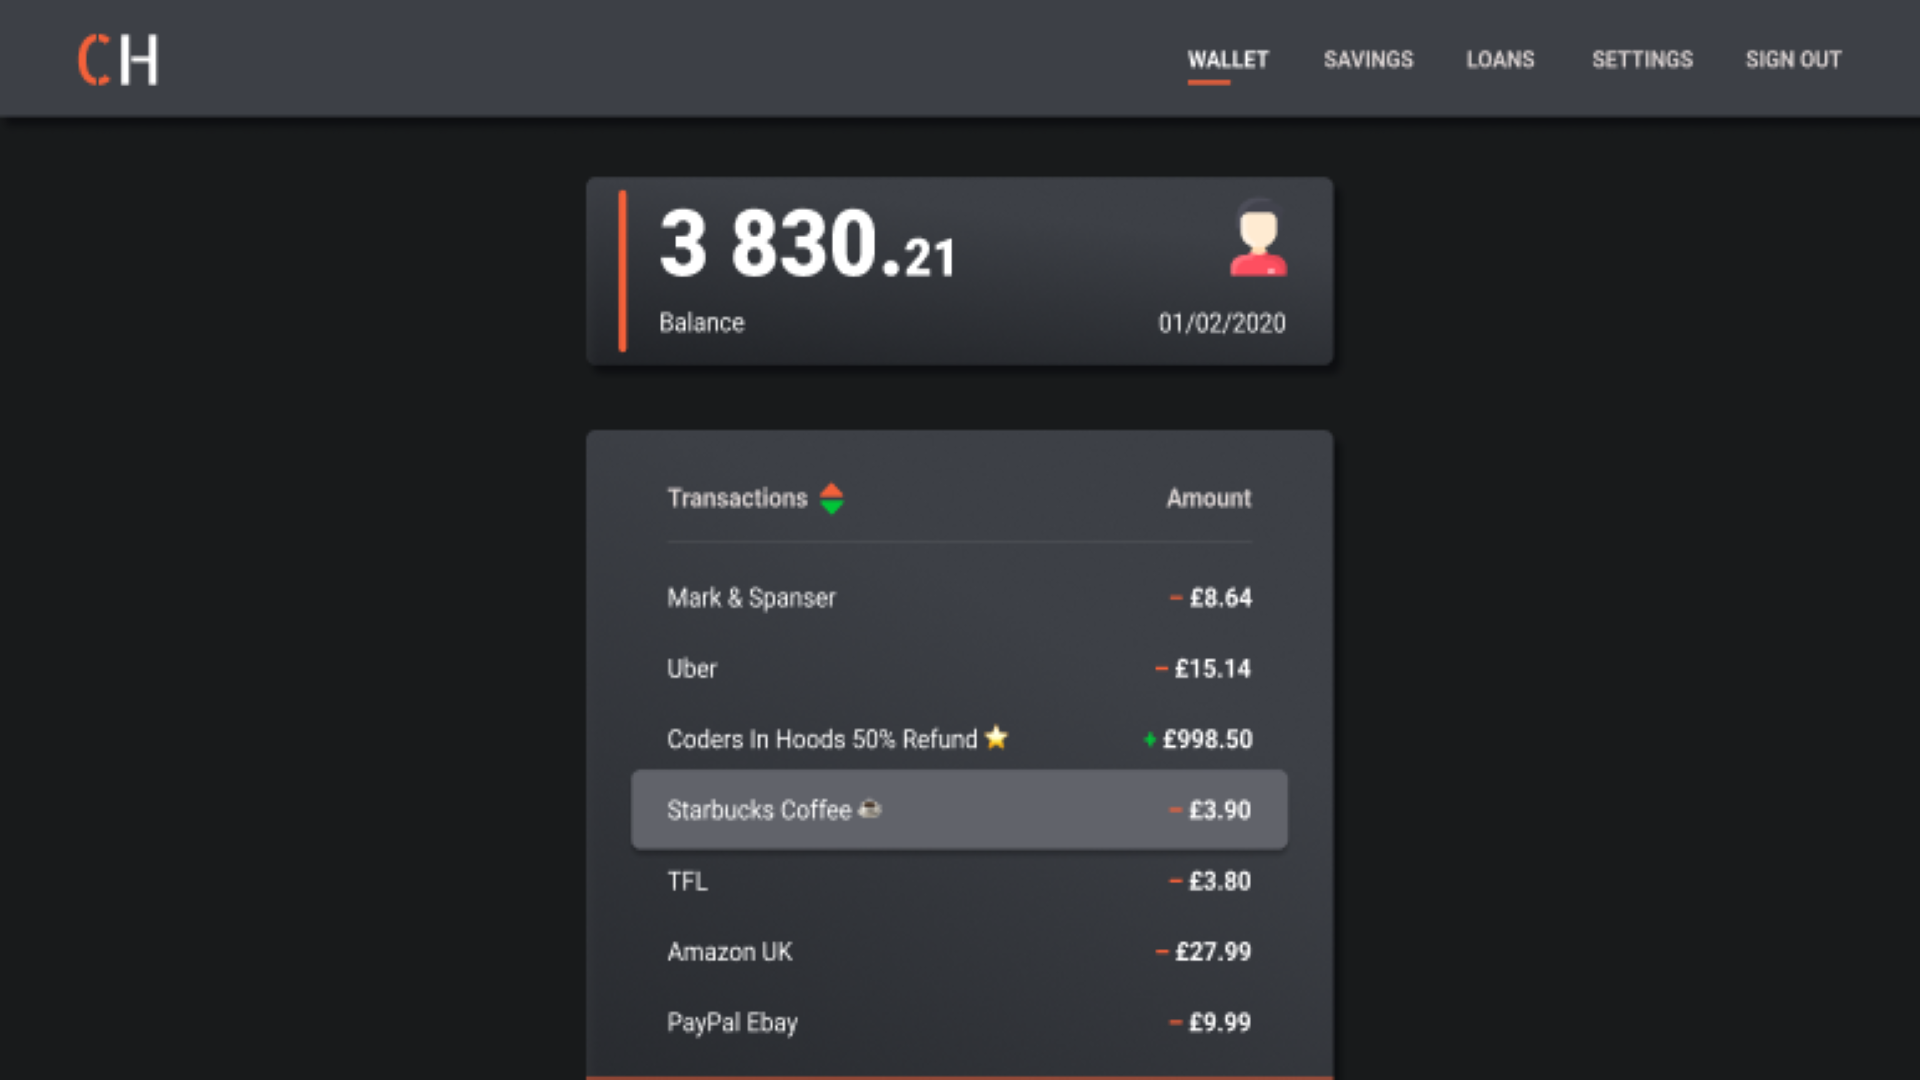 CH
WALLET SAVINGS LOANS SETTINGS SIGN OUT
3 830.21
Balance 01/02/2020
Transactions Amount
Mark & Spanser - £8.64
Uber - £15.14
Coders In Hoods 50% Refund ⭐ + £998.50
Starbucks Coffee ☕ - £3.90
TFL - £3.80
Amazon UK - £27.99
PayPal Ebay - £9.99